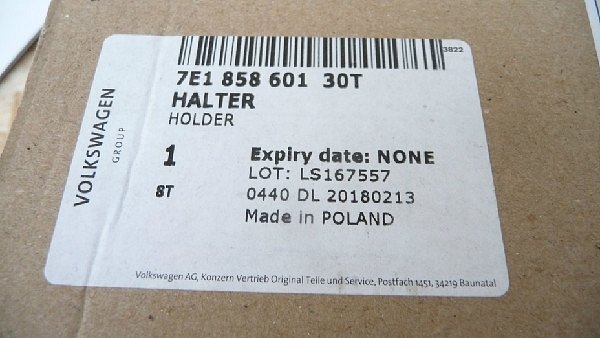 3822
7E1 858 601 30T
HALTER
HOLDER
VOLKSWAGEN
GROUP
1 Expiry date: NONE
LOT: LS167557
8T 0440 DL 20180213
Made in POLAND
Volkswagen AG, Konzern Vertrieb Original Teile und Service, Postfach 1451, 34219 Baunatal